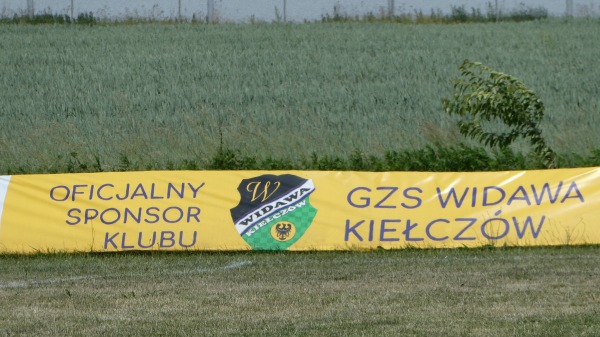 OFICJALNY
SPONSOR
KLUBU
W
WIDAWA
KIEŁCZÓW
GZS WIDAWA
KIEŁCZÓW